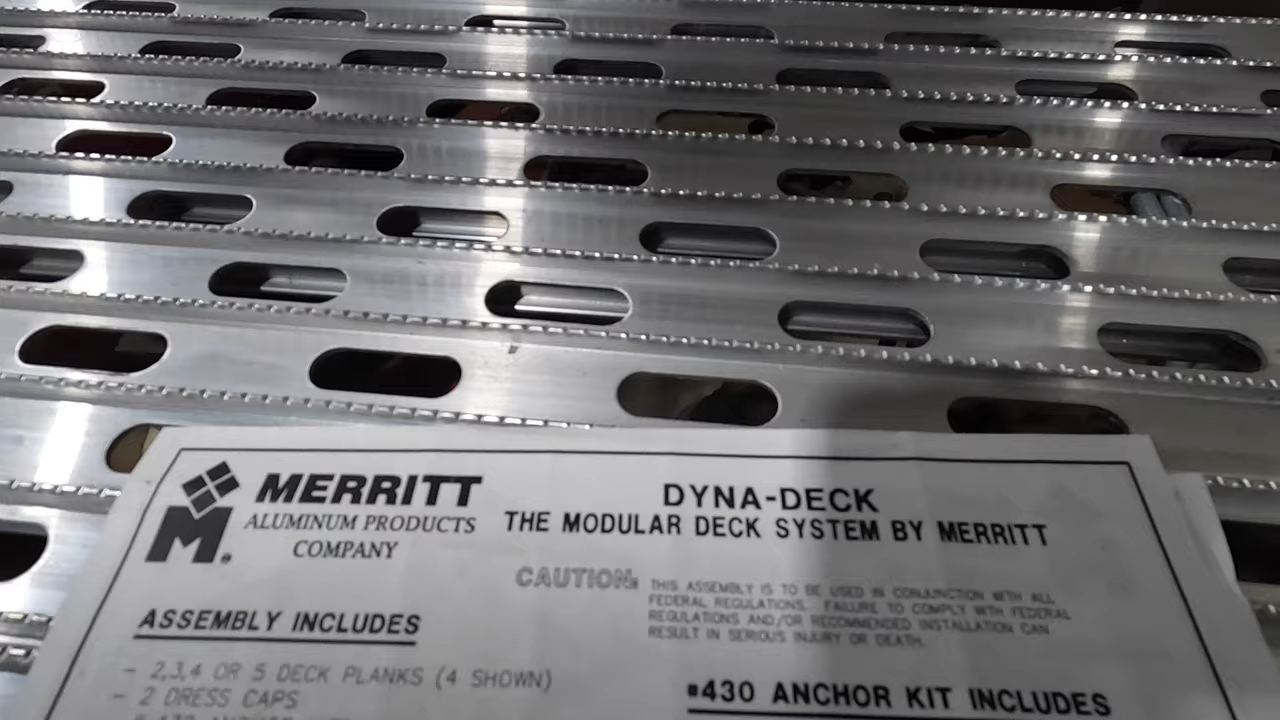 MERRITT
ALUMINUM PRODUCTS
COMPANY
M®
DYNA-DECK
THE MODULAR DECK SYSTEM BY MERRITT
CAUTION:
THIS ASSEMBLY IS TO BE USED IN CONJUNCTION WITH ALL
FEDERAL REGULATIONS. FAILURE TO COMPLY WITH FEDERAL
REGULATIONS AND/OR RECOMMENDED INSTALLATION CAN
RESULT IN SERIOUS INJURY OR DEATH.
ASSEMBLY INCLUDES
- 2,3,4 OR 5 DECK PLANKS (4 SHOWN)
- 2 DRESS CAPS
#430 ANCHOR KIT INCLUDES